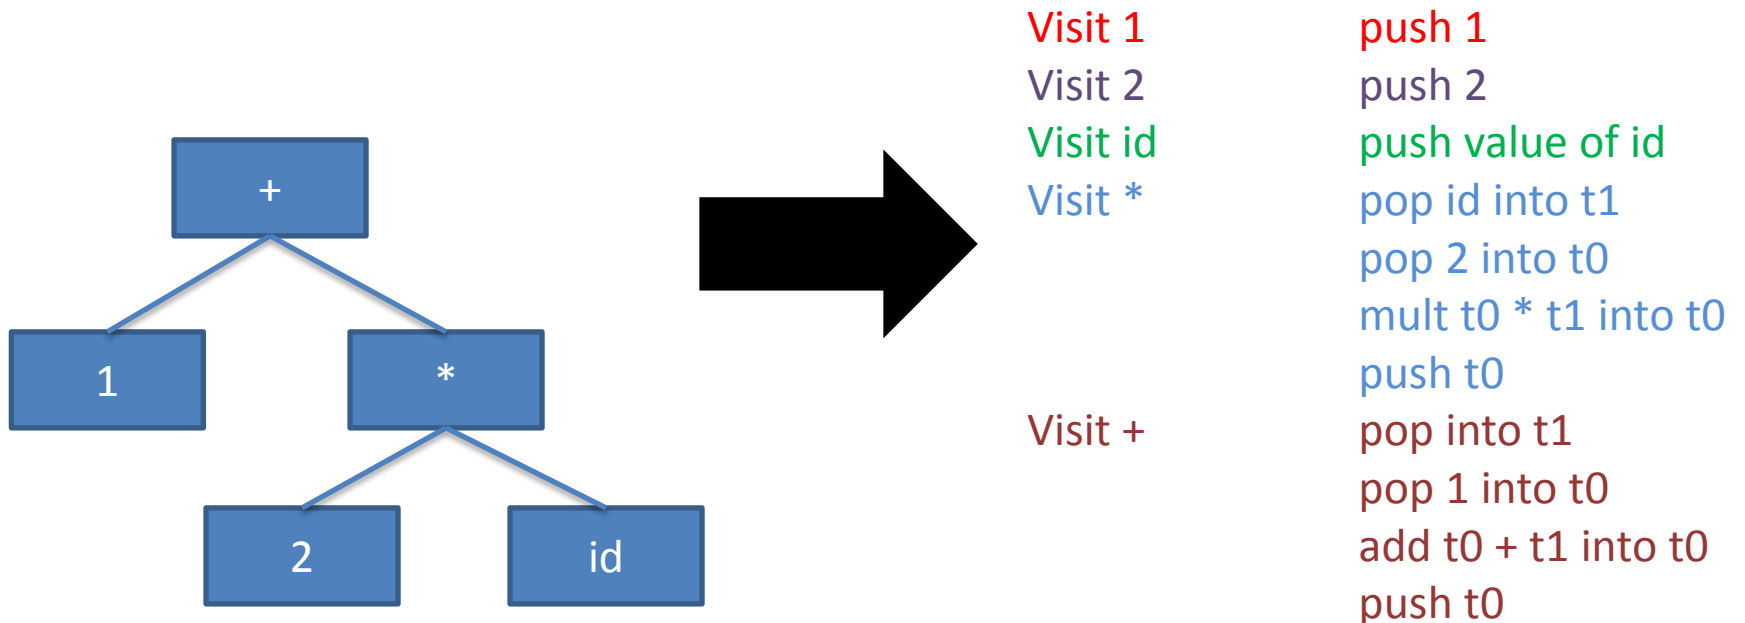 +
1
*
2
id
Visit 1 push 1
Visit 2 push 2
Visit id push value of id
Visit * pop id into t1
pop 2 into t0
mult t0 * t1 into t0
push t0
Visit + pop into t1
pop 1 into t0
add t0 + t1 into t0
push t0